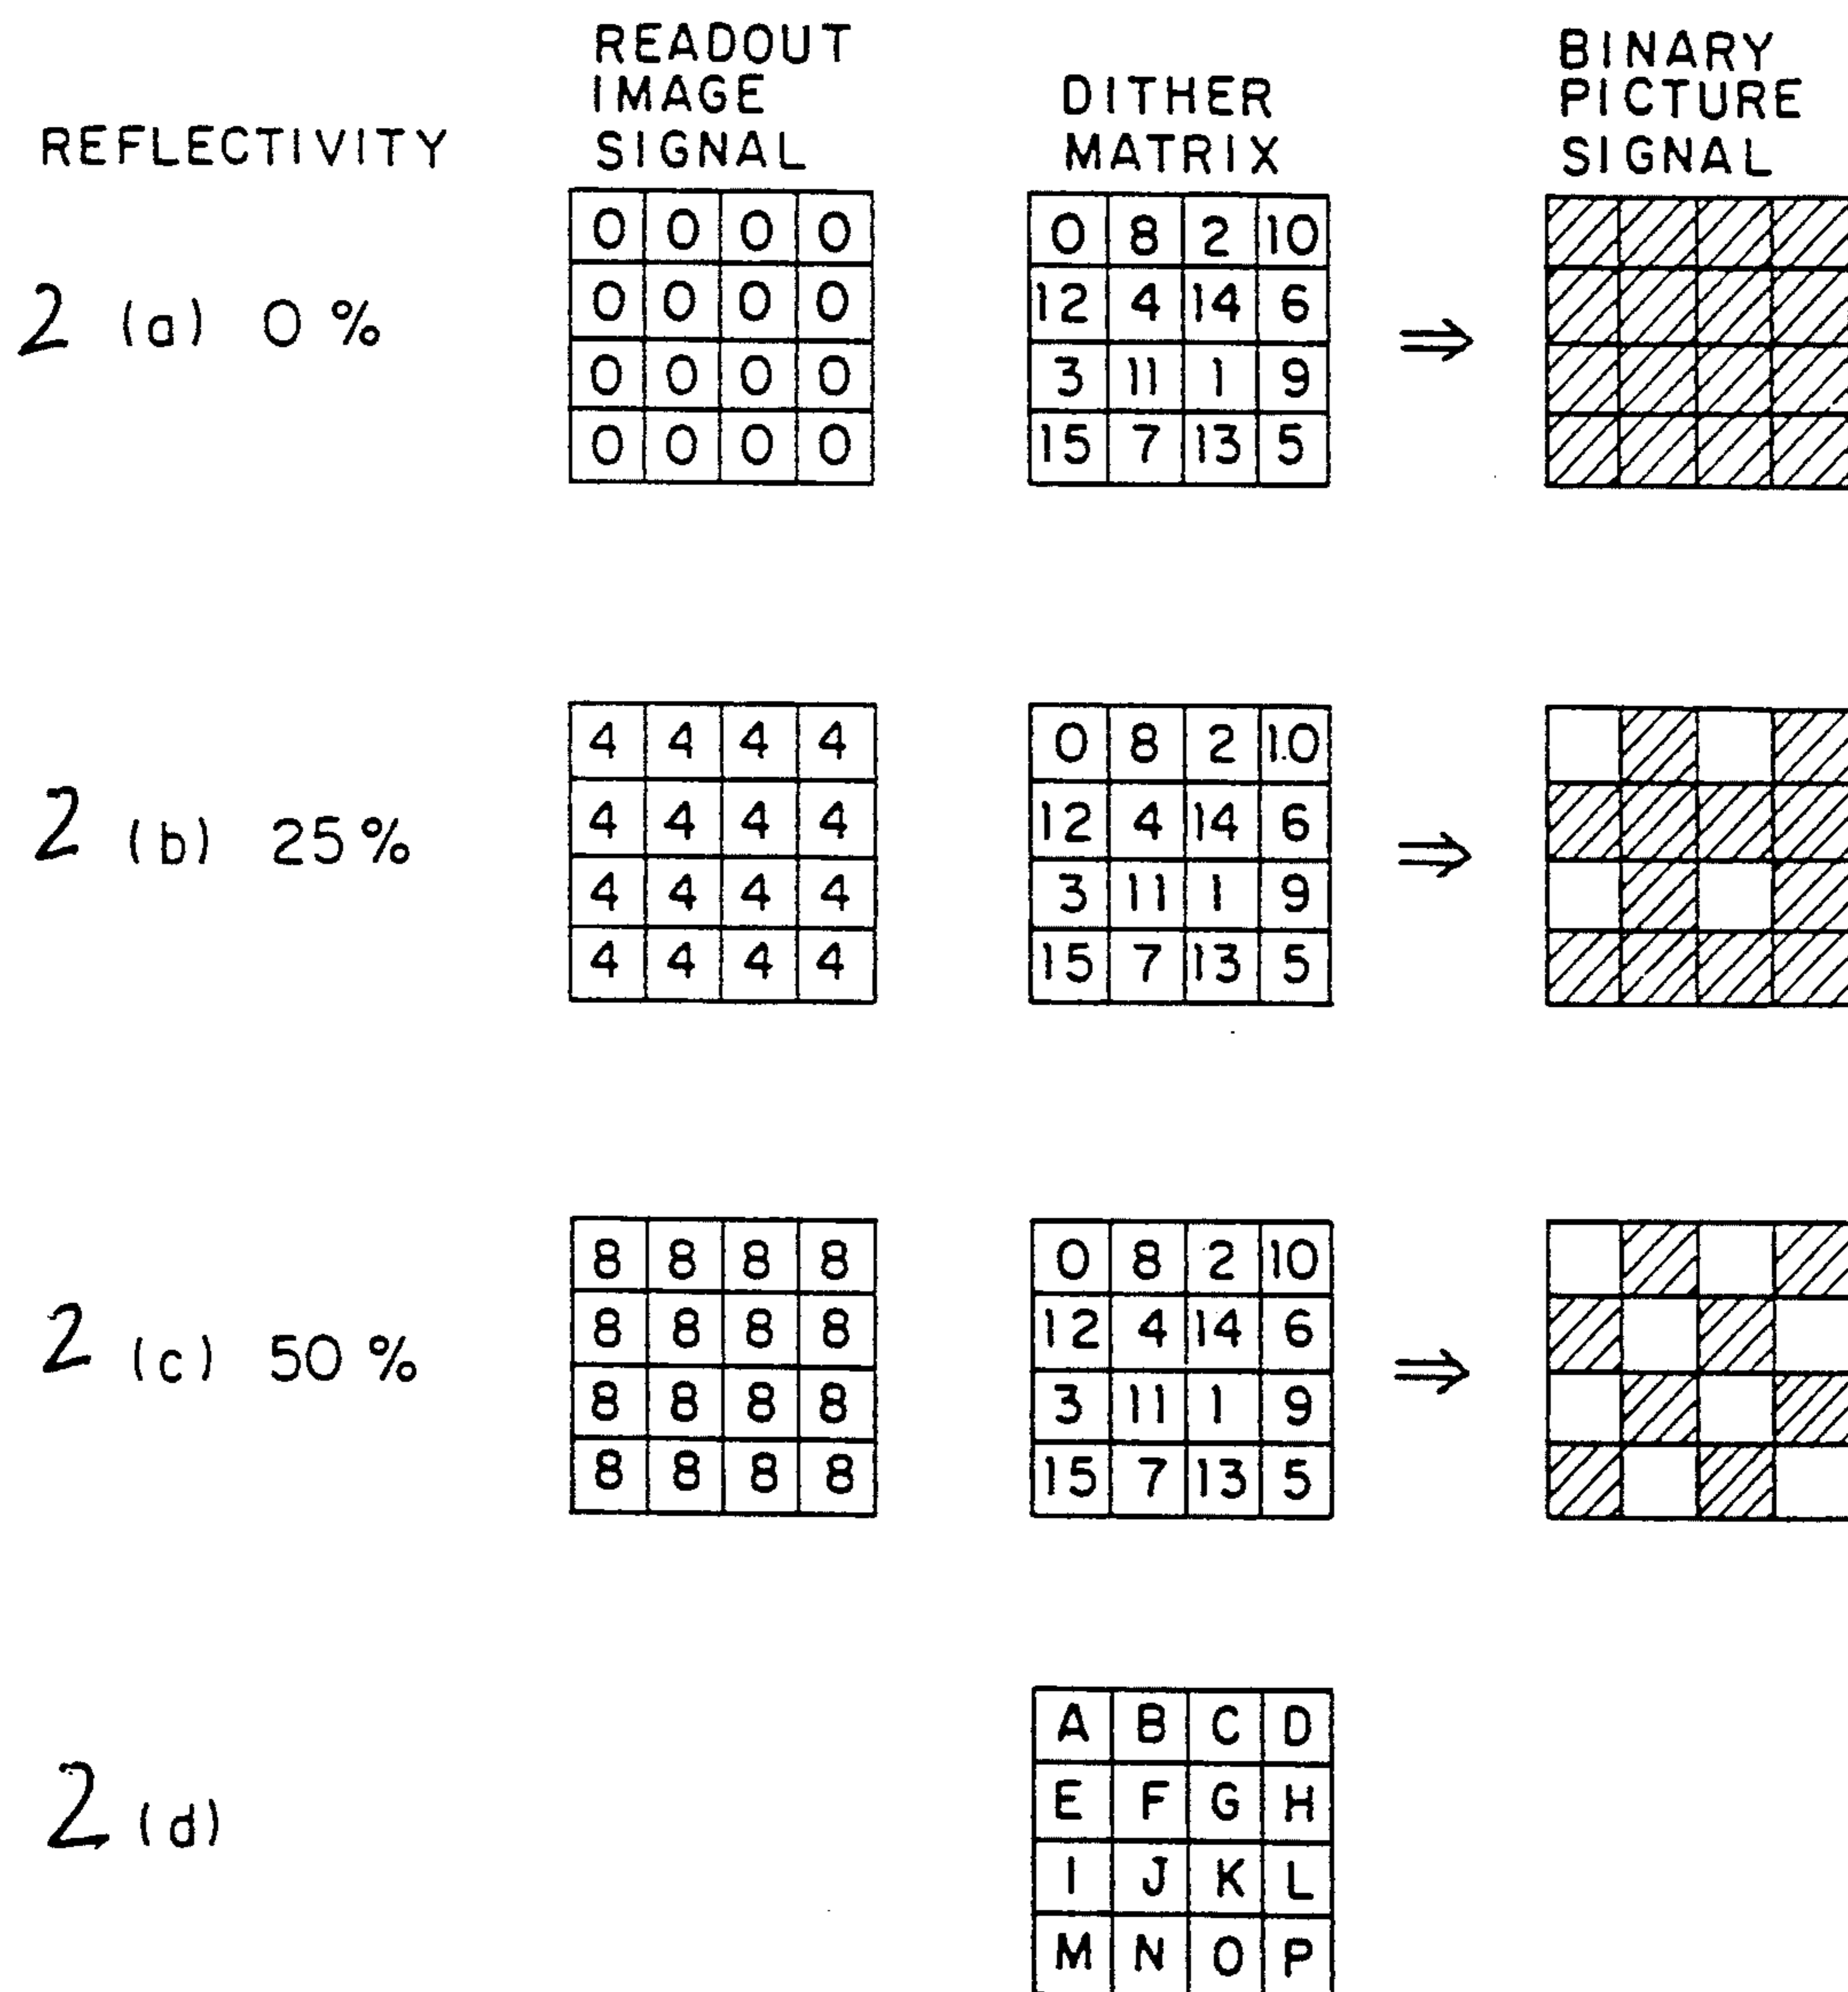 REFLECTIVITY
READOUT
IMAGE
SIGNAL
DITHER
MATRIX
BINARY
PICTURE
SIGNAL
2 (a) 0 %
0 0 0 0
0 0 0 0
0 0 0 0
0 0 0 0
0 8 2 10
12 4 14 6
3 11 1 9
15 7 13 5
⇒
2 (b) 25%
4 4 4 4
4 4 4 4
4 4 4 4
4 4 4 4
0 8 2 10
12 4 14 6
3 11 1 9
15 7 13 5
⇒
2 (c) 50 %
8 8 8 8
8 8 8 8
8 8 8 8
8 8 8 8
0 8 2 10
12 4 14 6
3 11 1 9
15 7 13 5
⇒
2 (d)
A B C D
E F G H
I J K L
M N O P